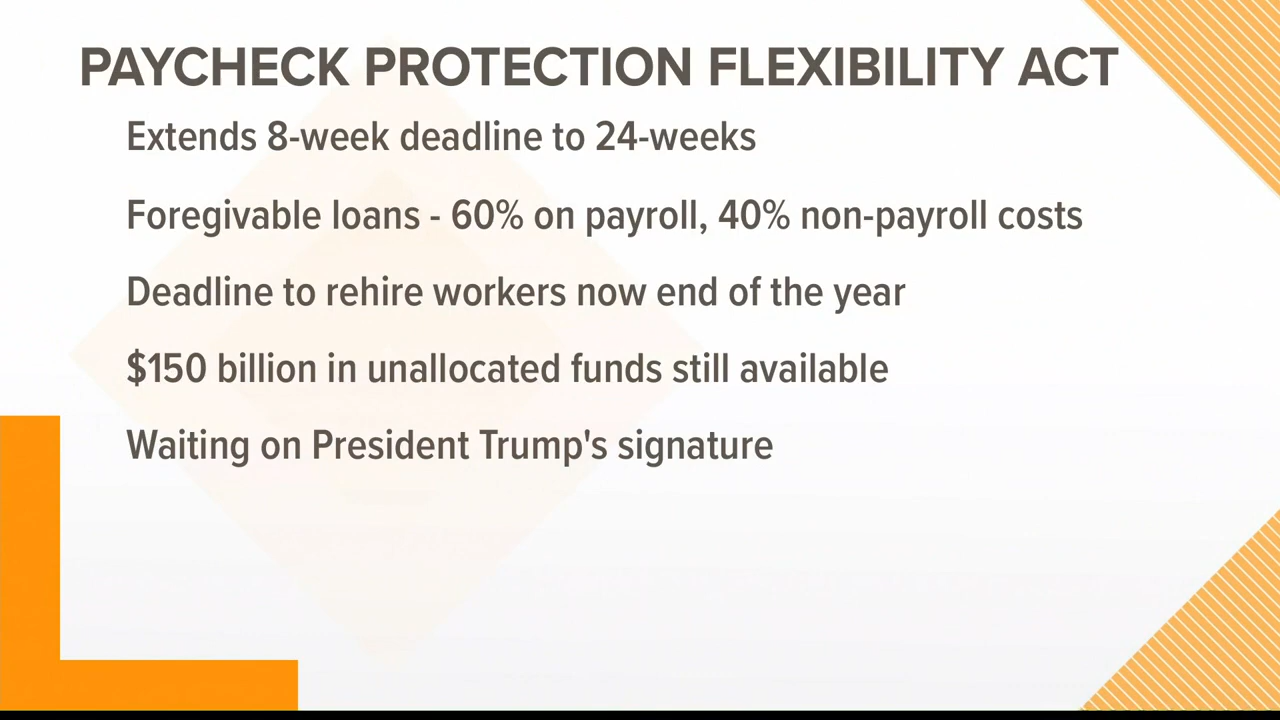 PAYCHECK PROTECTION FLEXIBILITY ACT
Extends 8-week deadline to 24-weeks
Foregivable loans - 60% on payroll, 40% non-payroll costs
Deadline to rehire workers now end of the year
$150 billion in unallocated funds still available
Waiting on President Trump's signature